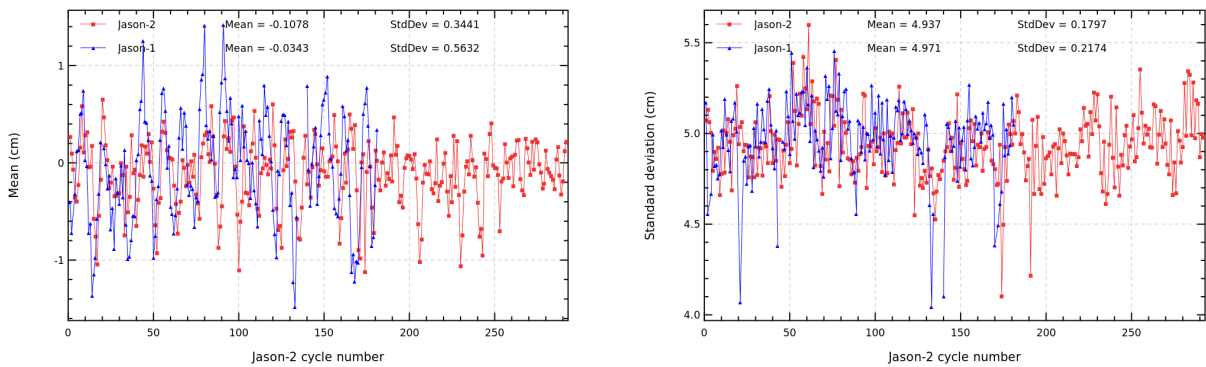 Jason-2 Mean = -0.1078 StdDev = 0.3441
Jason-1 Mean = -0.0343 StdDev = 0.5632
Mean (cm)
1
0
-1
0 50 100 150 200 250
Jason-2 cycle number
Jason-2 Mean = 4.937 StdDev = 0.1797
Jason-1 Mean = 4.971 StdDev = 0.2174
Standard deviation (cm)
5.5
5.0
4.5
4.0
0 50 100 150 200 250
Jason-2 cycle number